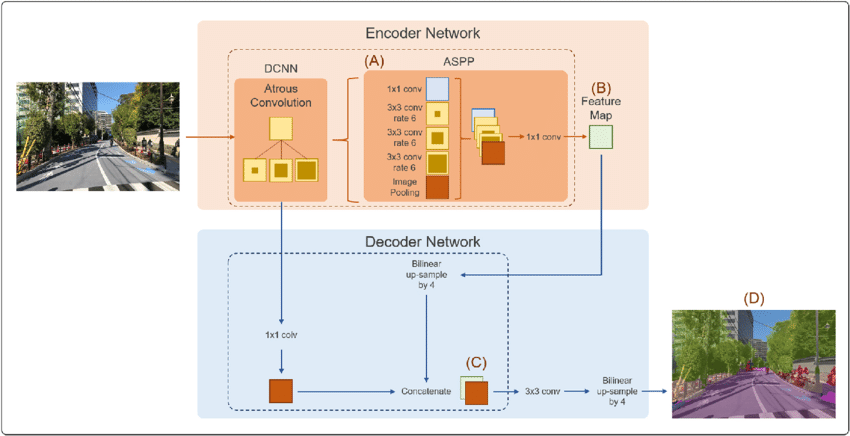 Encoder Network
(A)
DCNN
ASPP
Atrous
Convolution
1x1 conv
3x3 conv
rate 6
3x3 conv
rate 6
3x3 conv
rate 6
Image
Pooling
1x1 conv
(B)
Feature
Map
Decoder Network
Bilinear
up-sample
by 4
1x1 colv
(C)
Concatenate
3x3 conv
Bilinear
up-sample
by 4
(D)